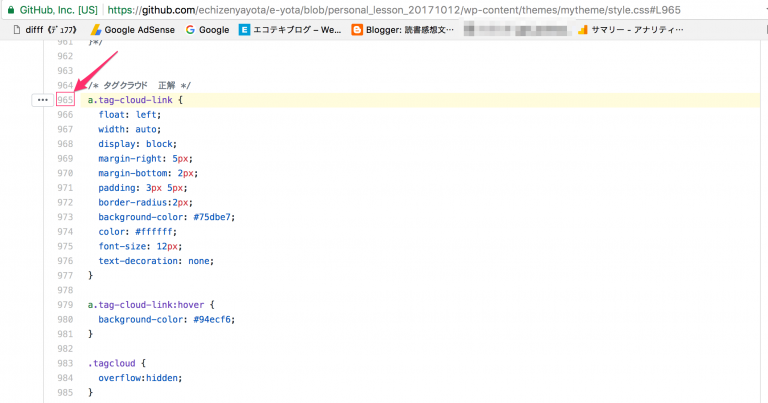 GitHub, Inc. [US] https://github.com/echizenyayota/e-yota/blob/personal_lesson_20171012/wp-content/themes/mytheme/style.css#L965
difff《ﾃﾞｭﾌﾌ》 Google AdSense Google エコテキブログ – We... Blogger: 読書感想文... サマリー - アナリティ...
961 }*/
962
963
964 /* タグクラウド 正解 */
965 a.tag-cloud-link {
966 float: left;
967 width: auto;
968 display: block;
969 margin-right: 5px;
970 margin-bottom: 2px;
971 padding: 3px 5px;
972 border-radius:2px;
973 background-color: #75dbe7;
974 color: #ffffff;
975 font-size: 12px;
976 text-decoration: none;
977 }
978
979 a.tag-cloud-link:hover {
980 background-color: #94ecf6;
981 }
982
983 .tagcloud {
984 overflow:hidden;
985 }